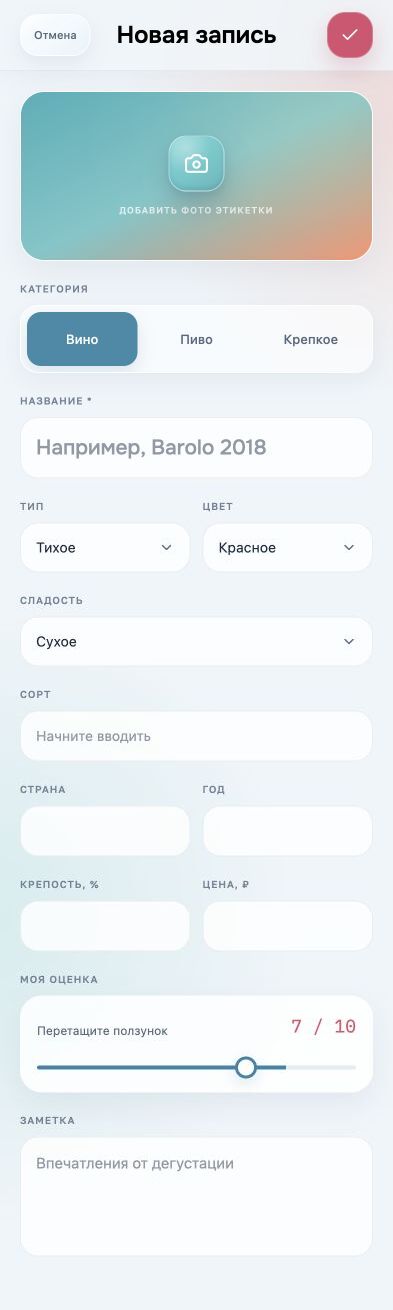 Отмена
Новая запись
ДОБАВИТЬ ФОТО ЭТИКЕТКИ
КАТЕГОРИЯ
Вино Пиво Крепкое
НАЗВАНИЕ *
Например, Barolo 2018
ТИП ЦВЕТ
Тихое Красное
СЛАДОСТЬ
Сухое
СОРТ
Начните вводить
СТРАНА ГОД
КРЕПОСТЬ, % ЦЕНА, ₽
МОЯ ОЦЕНКА
Перетащите ползунок 7 / 10
ЗАМЕТКА
Впечатления от дегустации